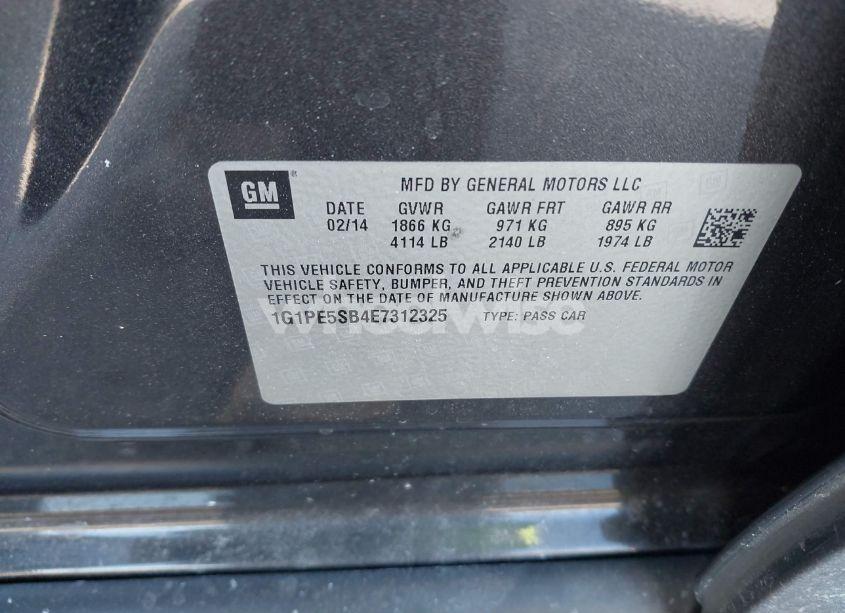 GM
MFD BY GENERAL MOTORS LLC
DATE GVWR GAWR FRT GAWR RR
02/14 1866 KG 971 KG 895 KG
4114 LB 2140 LB 1974 LB
THIS VEHICLE CONFORMS TO ALL APPLICABLE U.S. FEDERAL MOTOR
VEHICLE SAFETY, BUMPER, AND THEFT PREVENTION STANDARDS IN
EFFECT ON THE DATE OF MANUFACTURE SHOWN ABOVE.
1G1PE5SB4E7312325 TYPE: PASS CAR